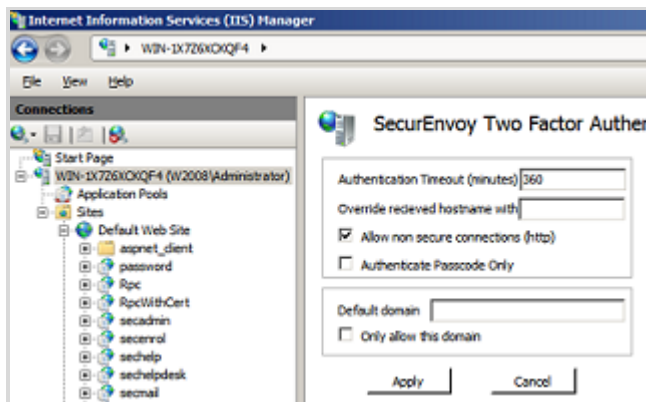 Internet Information Services (IIS) Manager
WIN-1X7Z6XCKQF4
File View Help
Connections
Start Page
WIN-1X7Z6XCKQF4 (W2008\Administrator)
Application Pools
Sites
Default Web Site
aspnet_client
password
Rpc
RpcWithCert
secadmin
secenrol
sechelp
sechelpdesk
secmail
SecurEnvoy Two Factor Auther
Authentication Timeout (minutes) 360
Override recieved hostname with
Allow non secure connections (http)
Authenticate Passcode Only
Default domain
Only allow this domain
Apply Cancel